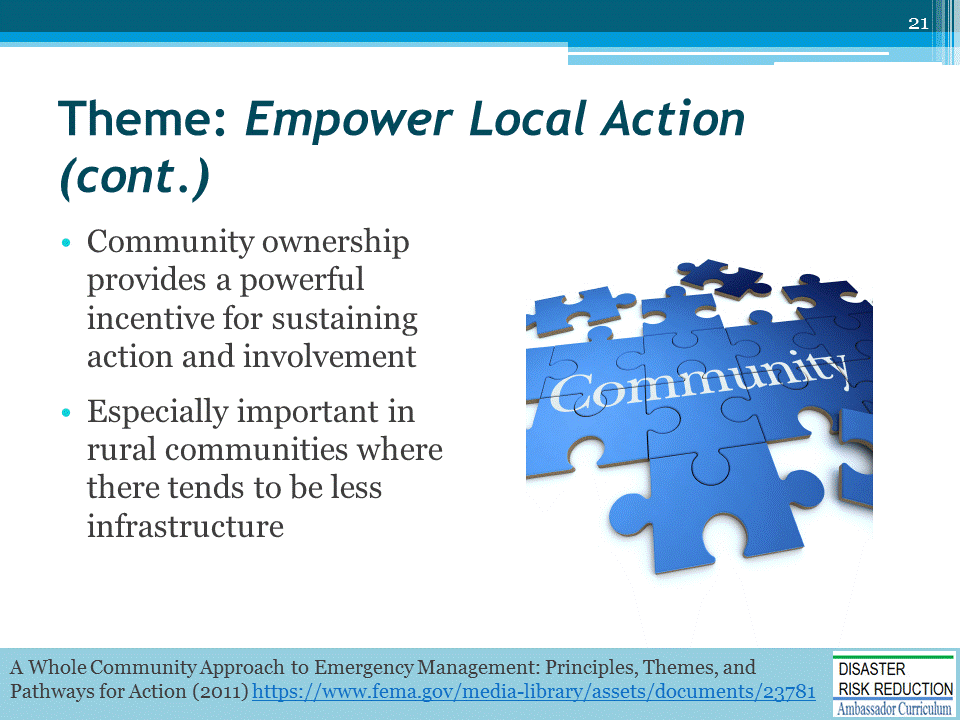 21
Theme: Empower Local Action
(cont.)
• Community ownership
provides a powerful
incentive for sustaining
action and involvement
• Especially important in
rural communities where
there tends to be less
infrastructure
Community
A Whole Community Approach to Emergency Management: Principles, Themes, and
Pathways for Action (2011) https://www.fema.gov/media-library/assets/documents/23781
DISASTER
RISK REDUCTION
Ambassador Curriculum